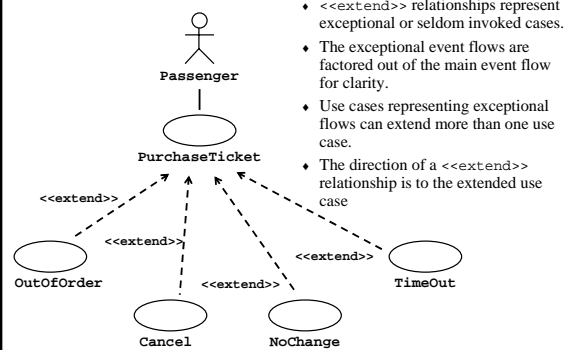 ♦ <<extend>> relationships represent
exceptional or seldom invoked cases.
♦ The exceptional event flows are
factored out of the main event flow
for clarity.
♦ Use cases representing exceptional
flows can extend more than one use
case.
♦ The direction of a <<extend>>
relationship is to the extended use
case
Passenger
PurchaseTicket
<<extend>>
<<extend>>
<<extend>>
<<extend>>
OutOfOrder
TimeOut
Cancel
NoChange